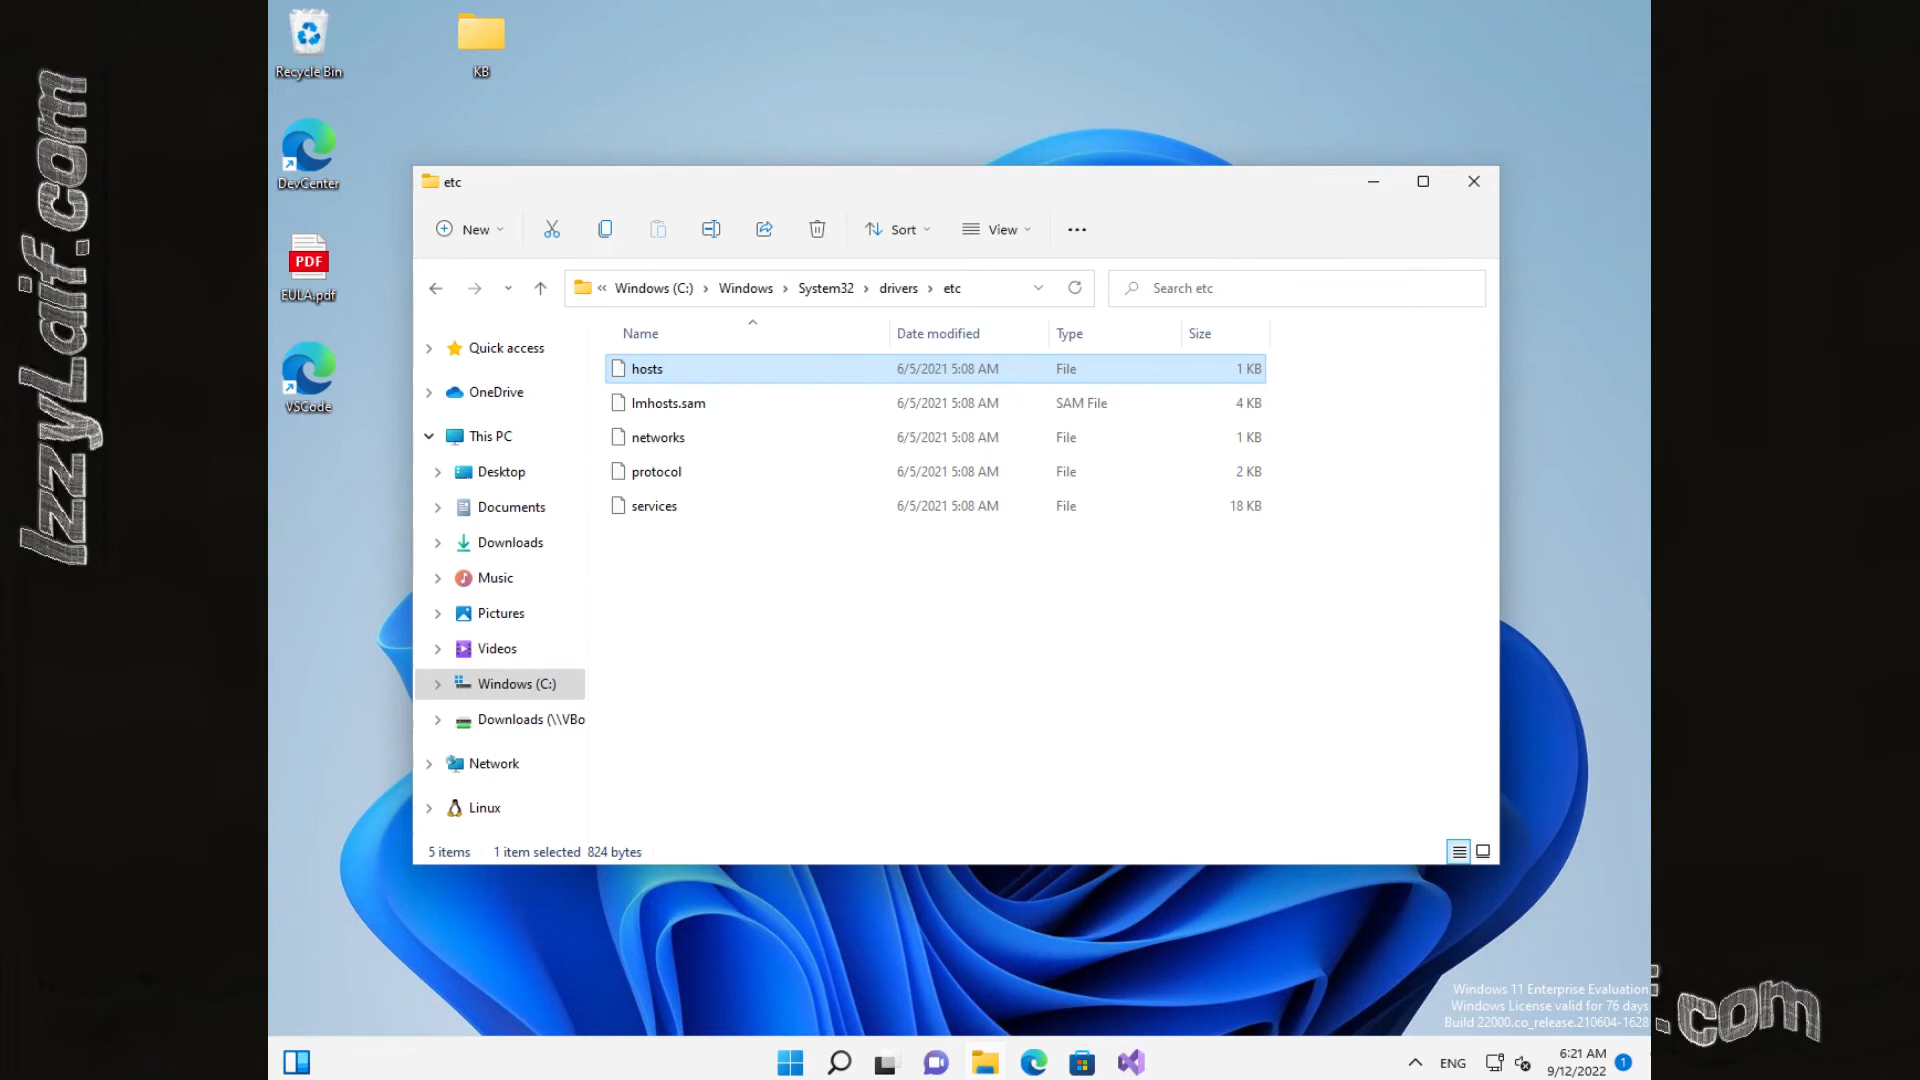 IzzyLaif.com
Recycle Bin
KB
DevCenter
EULA.pdf
PDF
VSCode
etc
New
Sort
View
« Windows (C:) › Windows › System32 › drivers › etc
Search etc
Name Date modified Type Size
hosts 6/5/2021 5:08 AM File 1 KB
lmhosts.sam 6/5/2021 5:08 AM SAM File 4 KB
networks 6/5/2021 5:08 AM File 1 KB
protocol 6/5/2021 5:08 AM File 2 KB
services 6/5/2021 5:08 AM File 18 KB
Quick access
OneDrive
This PC
Desktop
Documents
Downloads
Music
Pictures
Videos
Windows (C:)
Downloads (\\VBo
Network
Linux
5 items 1 item selected 824 bytes
Windows 11 Enterprise Evaluation
Windows License valid for 76 days
Build 22000.co_release.210604-1628
.com
ENG
6:21 AM
9/12/2022
1